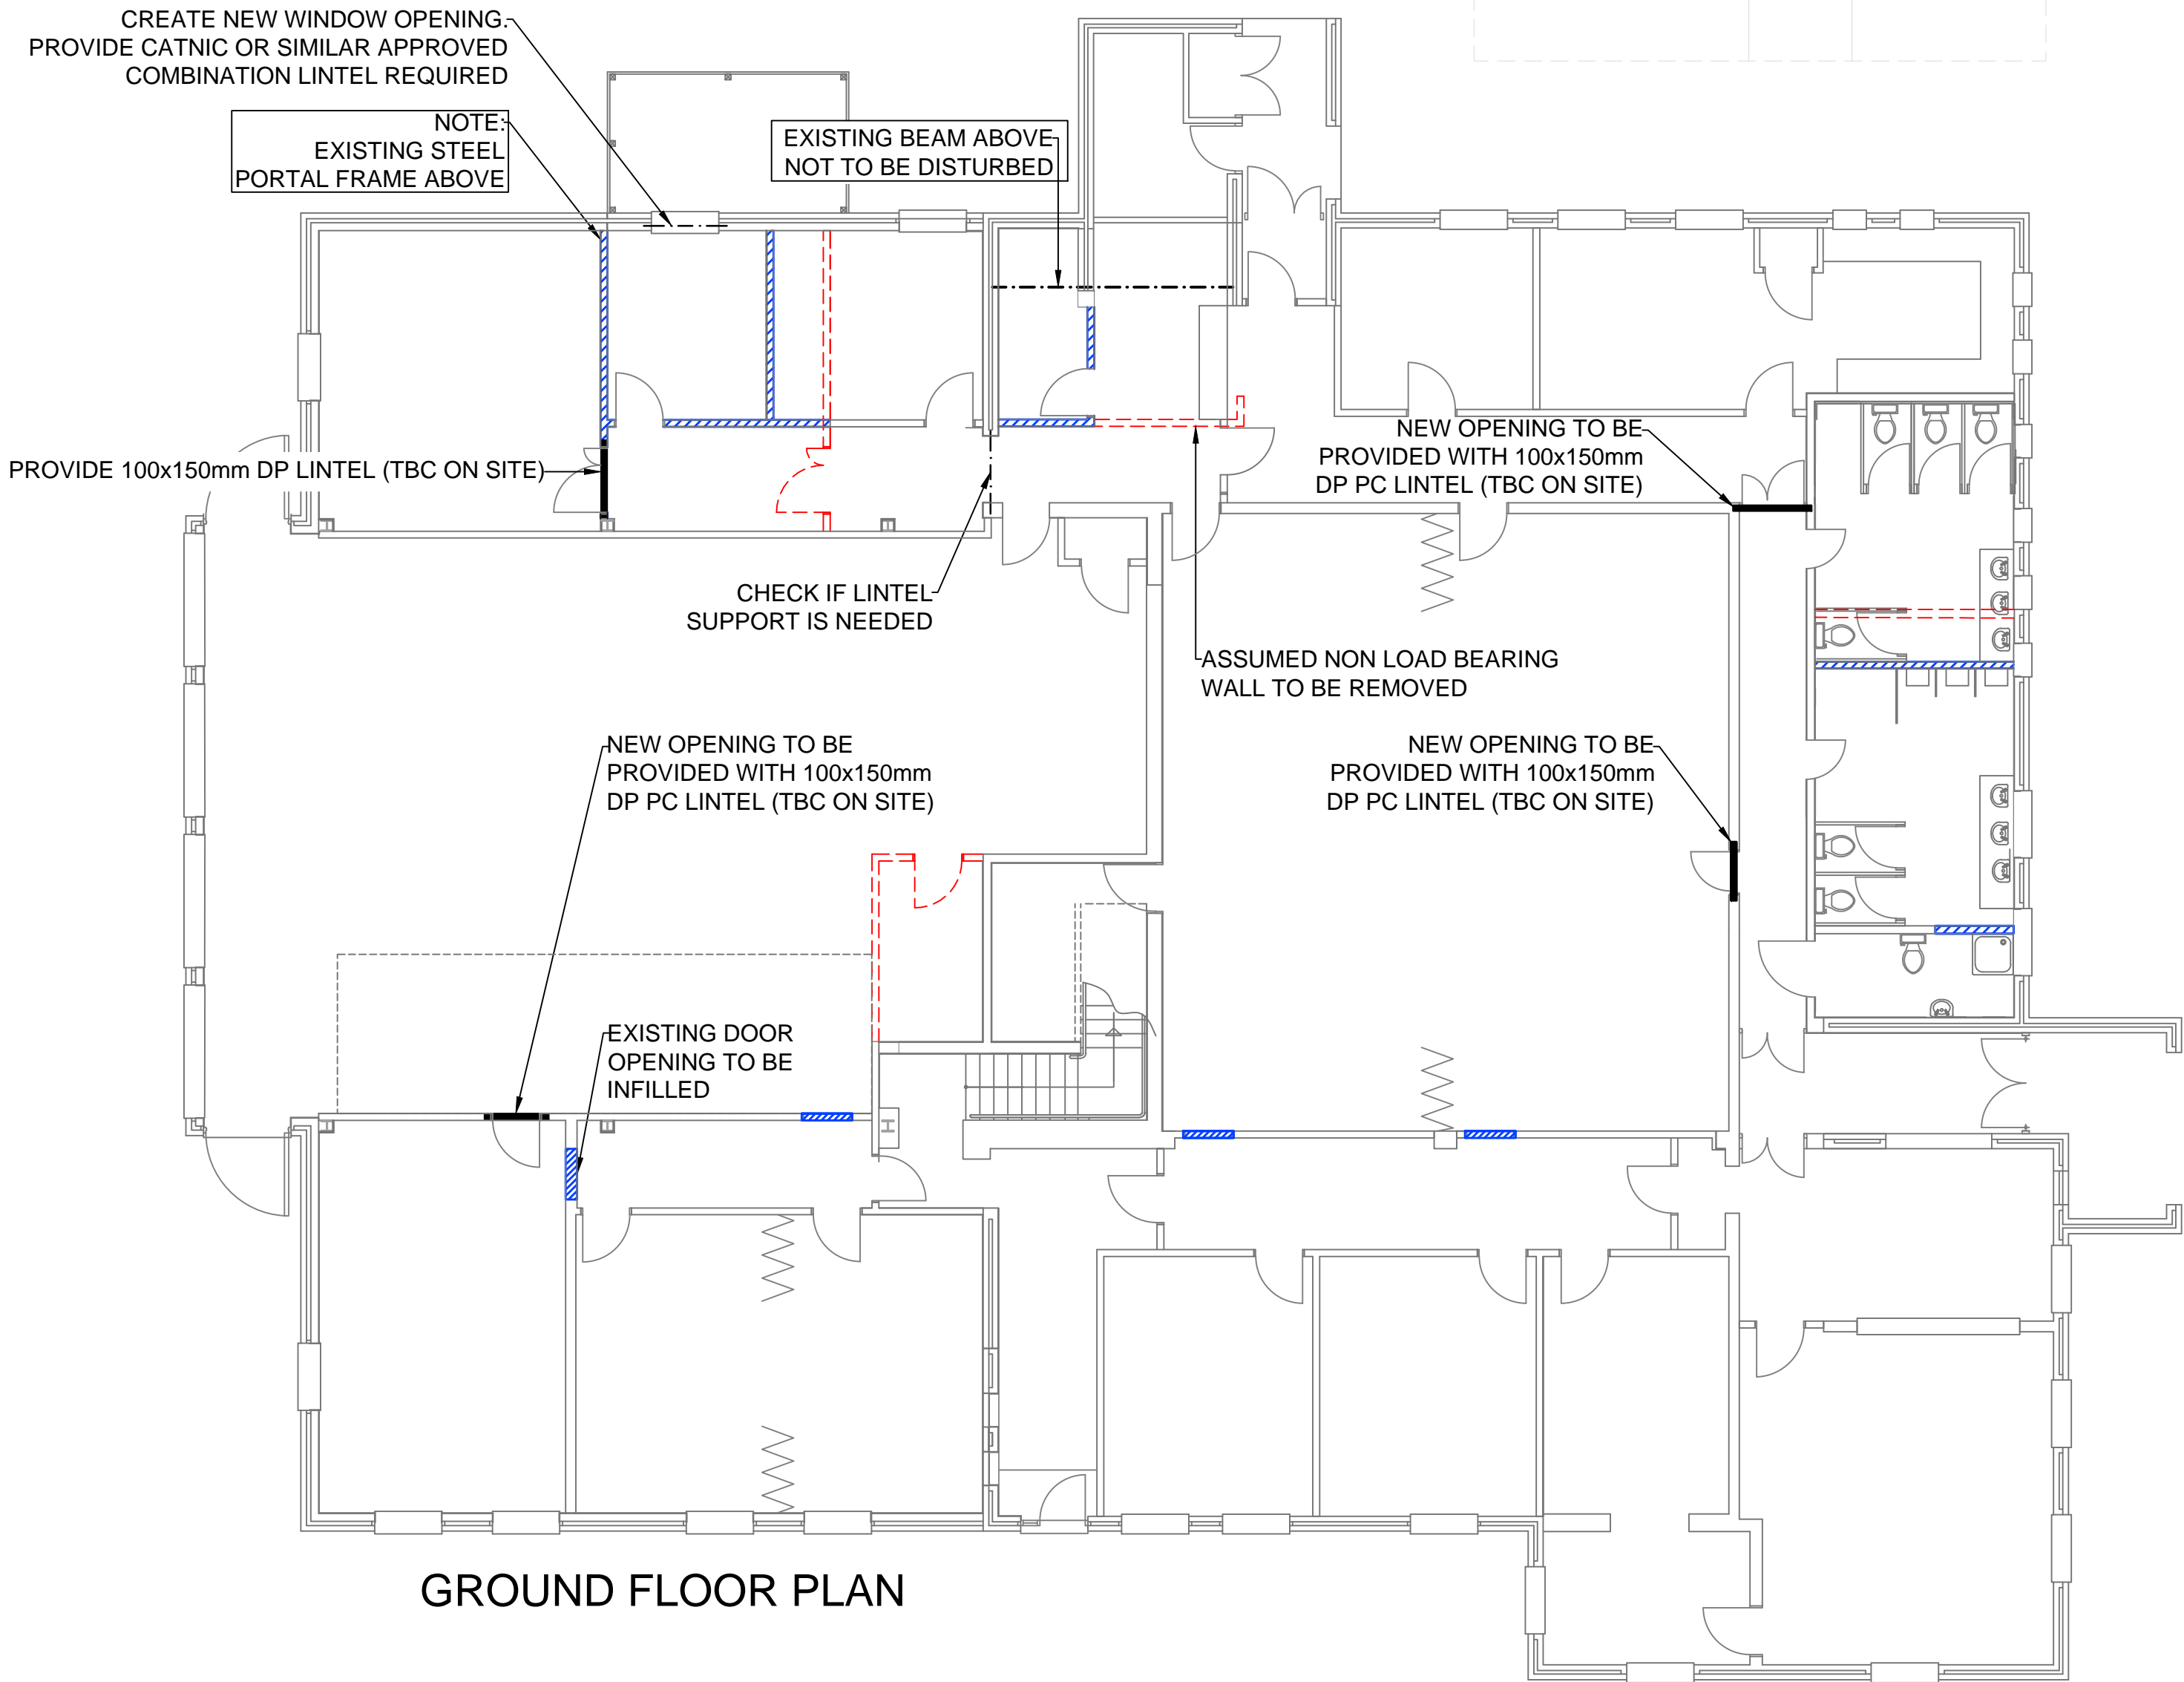 CREATE NEW WINDOW OPENING.
PROVIDE CATNIC OR SIMILAR APPROVED
COMBINATION LINTEL REQUIRED
NOTE:
EXISTING STEEL
PORTAL FRAME ABOVE
EXISTING BEAM ABOVE
NOT TO BE DISTURBED
PROVIDE 100x150mm DP LINTEL (TBC ON SITE)
NEW OPENING TO BE
PROVIDED WITH 100x150mm
DP PC LINTEL (TBC ON SITE)
CHECK IF LINTEL
SUPPORT IS NEEDED
ASSUMED NON LOAD BEARING
WALL TO BE REMOVED
NEW OPENING TO BE
PROVIDED WITH 100x150mm
DP PC LINTEL (TBC ON SITE)
NEW OPENING TO BE
PROVIDED WITH 100x150mm
DP PC LINTEL (TBC ON SITE)
EXISTING DOOR
OPENING TO BE
INFILLED
GROUND FLOOR PLAN